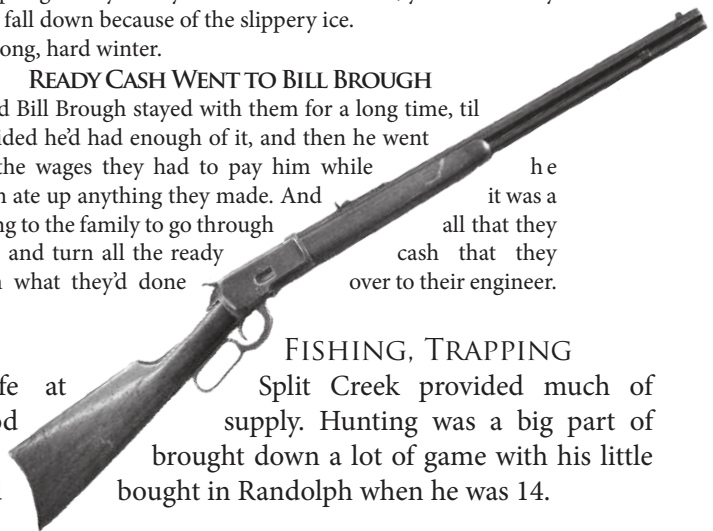 fall down because of the slippery ice.
ong, hard winter.
READY CASH WENT TO BILL BROUGH
d Bill Brough stayed with them for a long time, til
ided he'd had enough of it, and then he went
the wages they had to pay him while he
n ate up anything they made. And it was a
ng to the family to go through all that they
and turn all the ready cash that they
n what they'd done over to their engineer.
FISHING, TRAPPING
fe at Split Creek provided much of
od supply. Hunting was a big part of
brought down a lot of game with his little
bought in Randolph when he was 14.